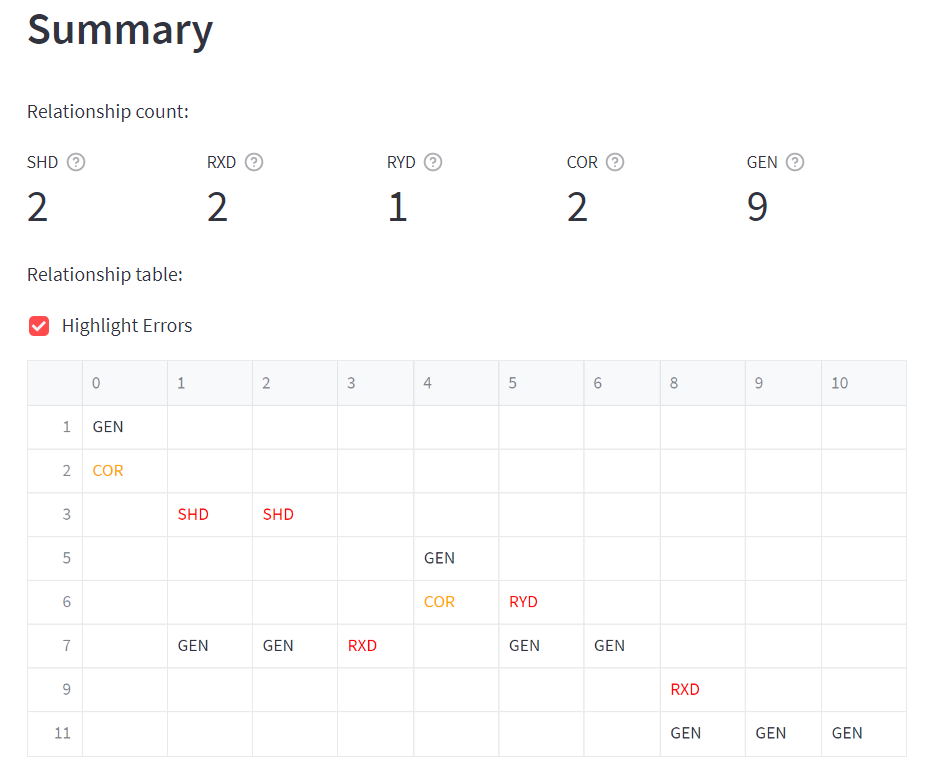 Summary
Relationship count:
SHD ? RXD ? RYD ? COR ? GEN ?
2 2 1 2 9
Relationship table:
Highlight Errors
0 1 2 3 4 5 6 8 9 10
1 GEN
2 COR
3 SHD SHD
5 GEN
6 COR RYD
7 GEN GEN RXD GEN GEN
9 RXD
11 GEN GEN GEN